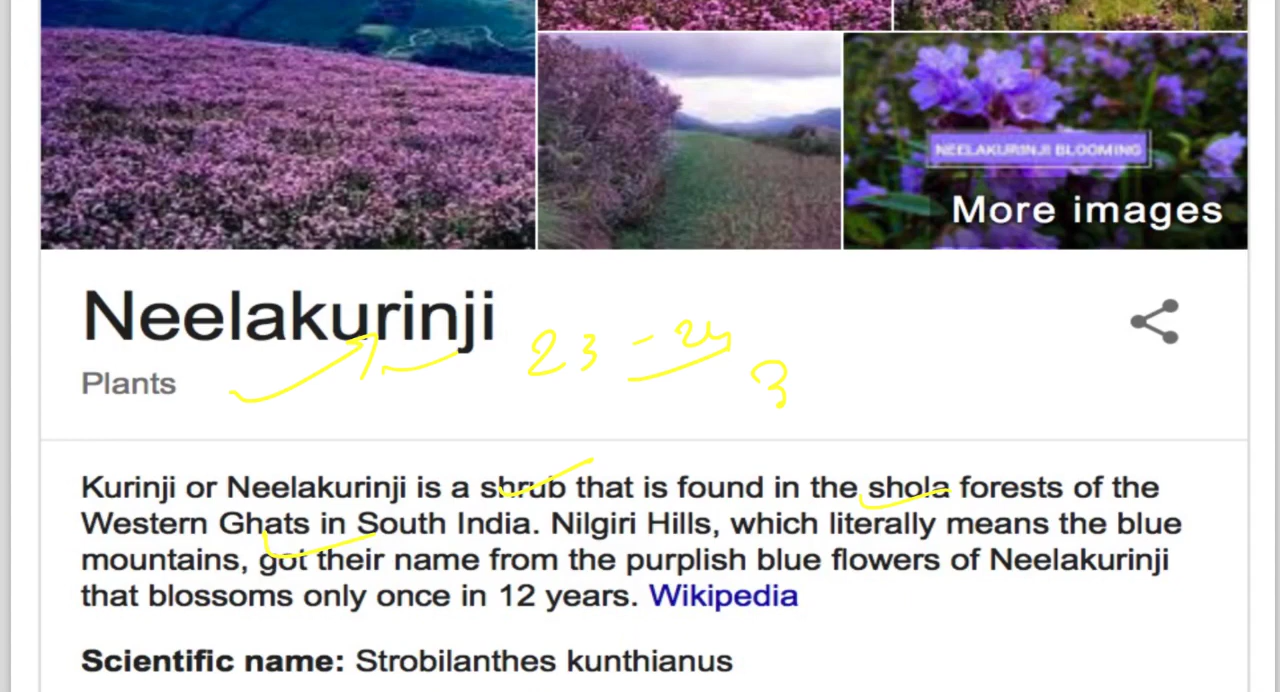 NEELAKURINJI BLOOMING
More images
Neelakurinji
23 - 24
3
Plants
Kurinji or Neelakurinji is a shrub that is found in the shola forests of the
Western Ghats in South India. Nilgiri Hills, which literally means the blue
mountains, got their name from the purplish blue flowers of Neelakurinji
that blossoms only once in 12 years. Wikipedia
Scientific name: Strobilanthes kunthianus